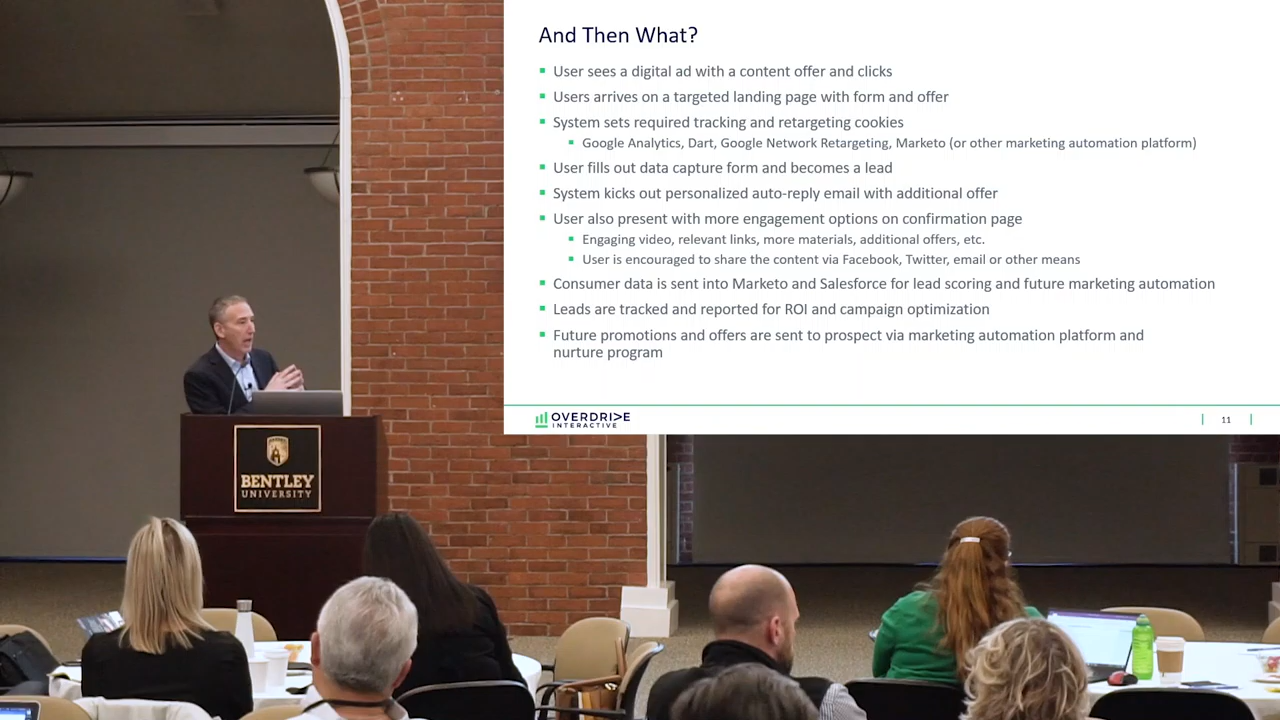 And Then What?
User sees a digital ad with a content offer and clicks
Users arrives on a targeted landing page with form and offer
System sets required tracking and retargeting cookies
Google Analytics, Dart, Google Network Retargeting, Marketo (or other marketing automation platform)
User fills out data capture form and becomes a lead
System kicks out personalized auto-reply email with additional offer
User also present with more engagement options on confirmation page
Engaging video, relevant links, more materials, additional offers, etc.
User is encouraged to share the content via Facebook, Twitter, email or other means
Consumer data is sent into Marketo and Salesforce for lead scoring and future marketing automation
Leads are tracked and reported for ROI and campaign optimization
Future promotions and offers are sent to prospect via marketing automation platform and
nurture program
OVERDRIVE
INTERACTIVE
11
BENTLEY
UNIVERSITY